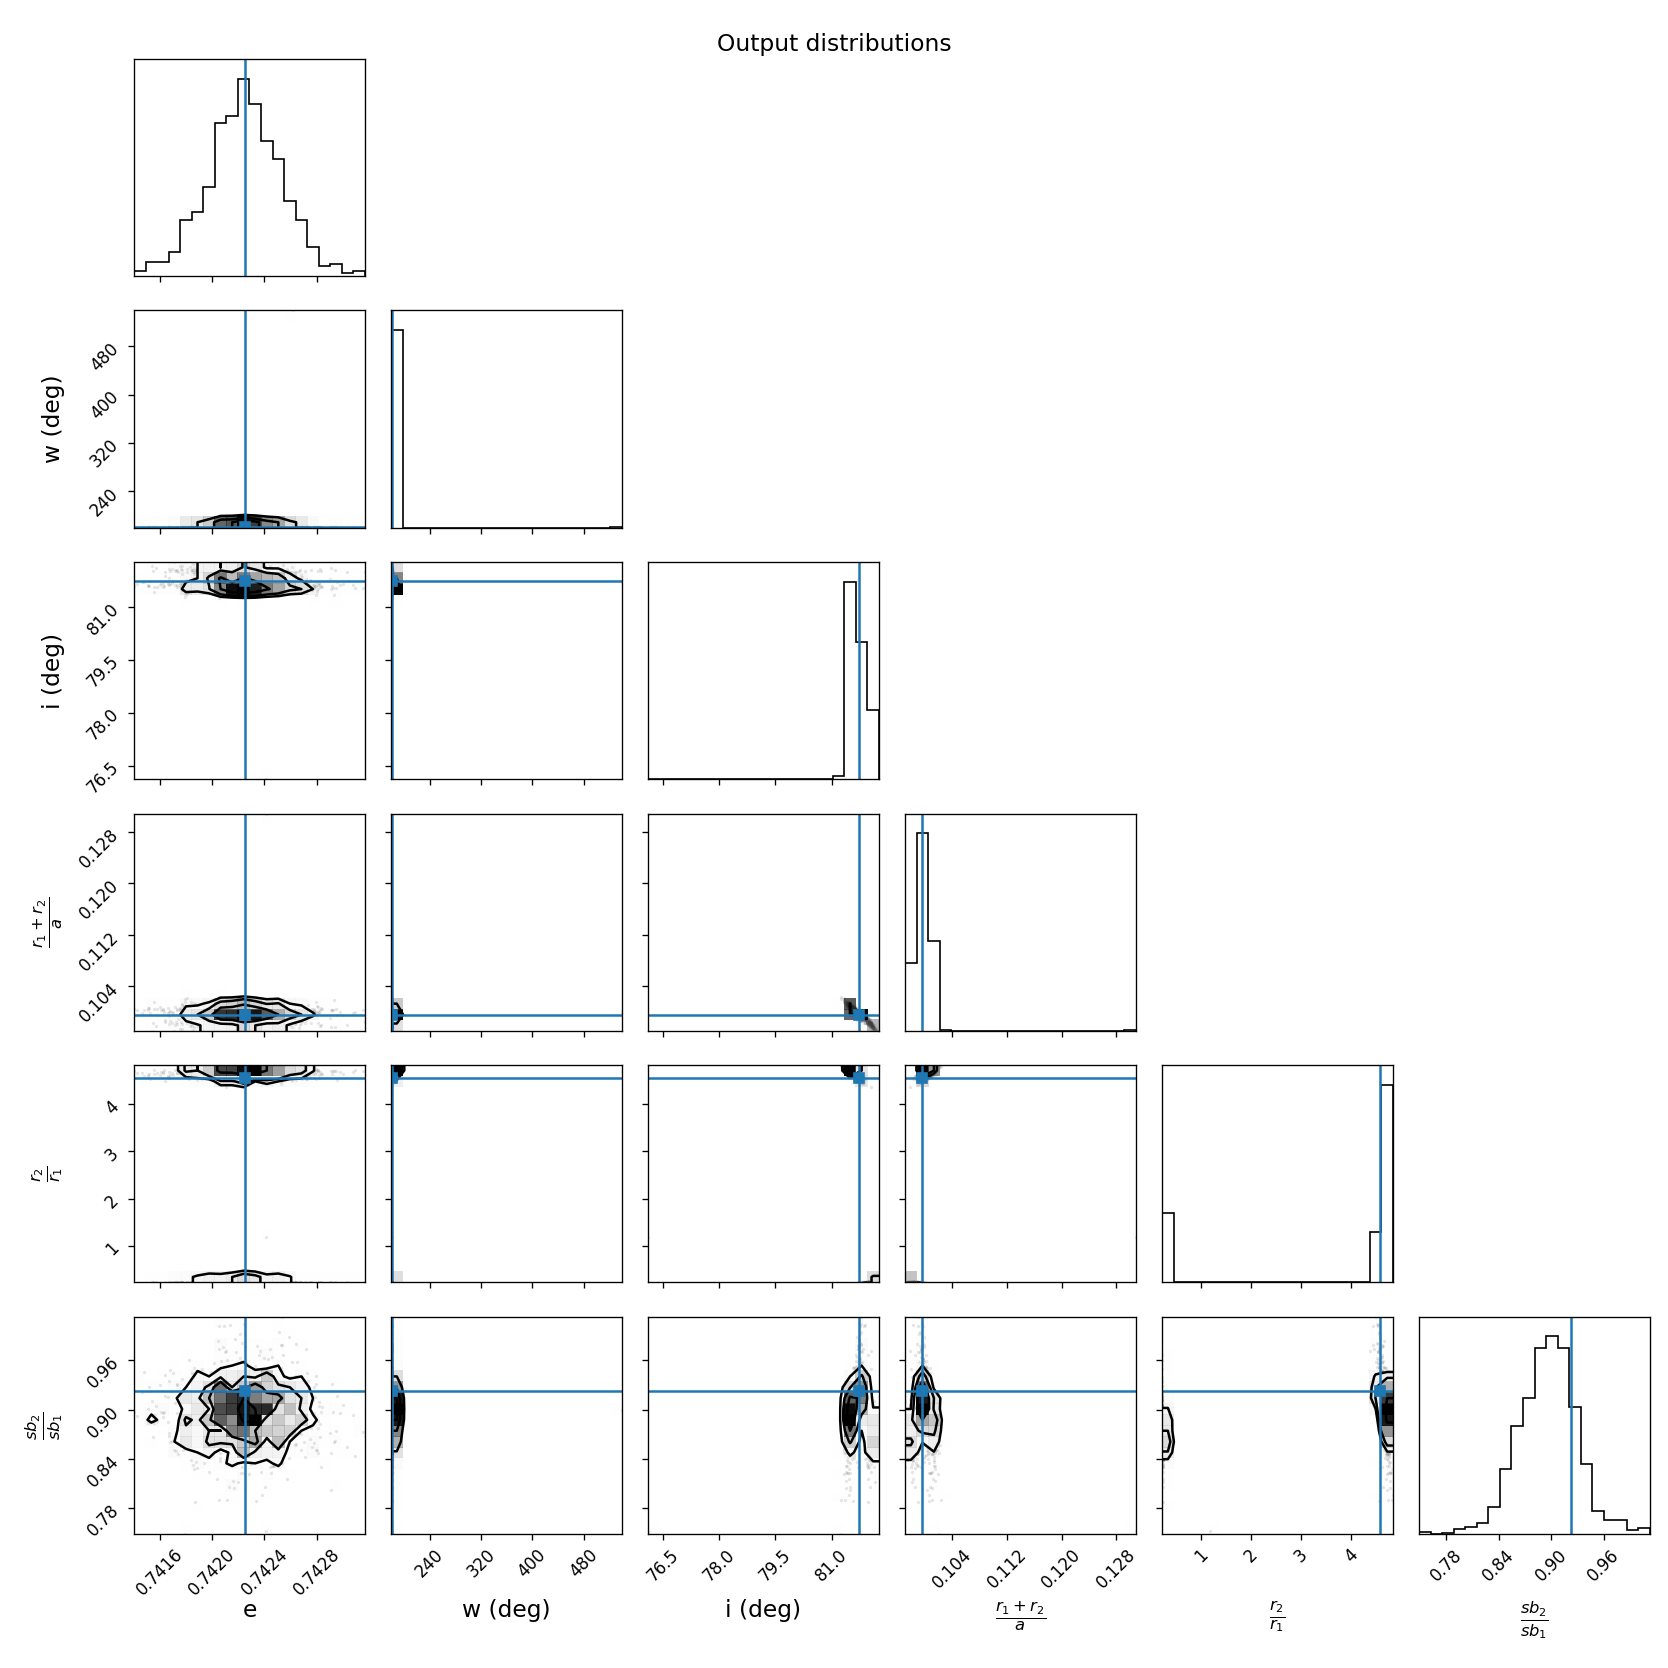 Output distributions
w (deg)
480
400
320
240
i (deg)
81.0
79.5
78.0
76.5
r₁ + r₂
a
0.128
0.120
0.112
0.104
r₂
r₁
4
3
2
1
sb₂
sb₁
0.96
0.90
0.84
0.78
0.7416 0.7420 0.7424 0.7428
240 320 400 480
76.5 78.0 79.5 81.0
0.104 0.112 0.120 0.128
1 2 3 4
0.78 0.84 0.90 0.96
e
w (deg)
i (deg)
r₁ + r₂
a
r₂
r₁
sb₂
sb₁